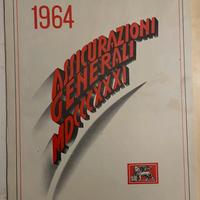 1964
ASSICURAZIONI
GENERALI
MDCCCXXXI